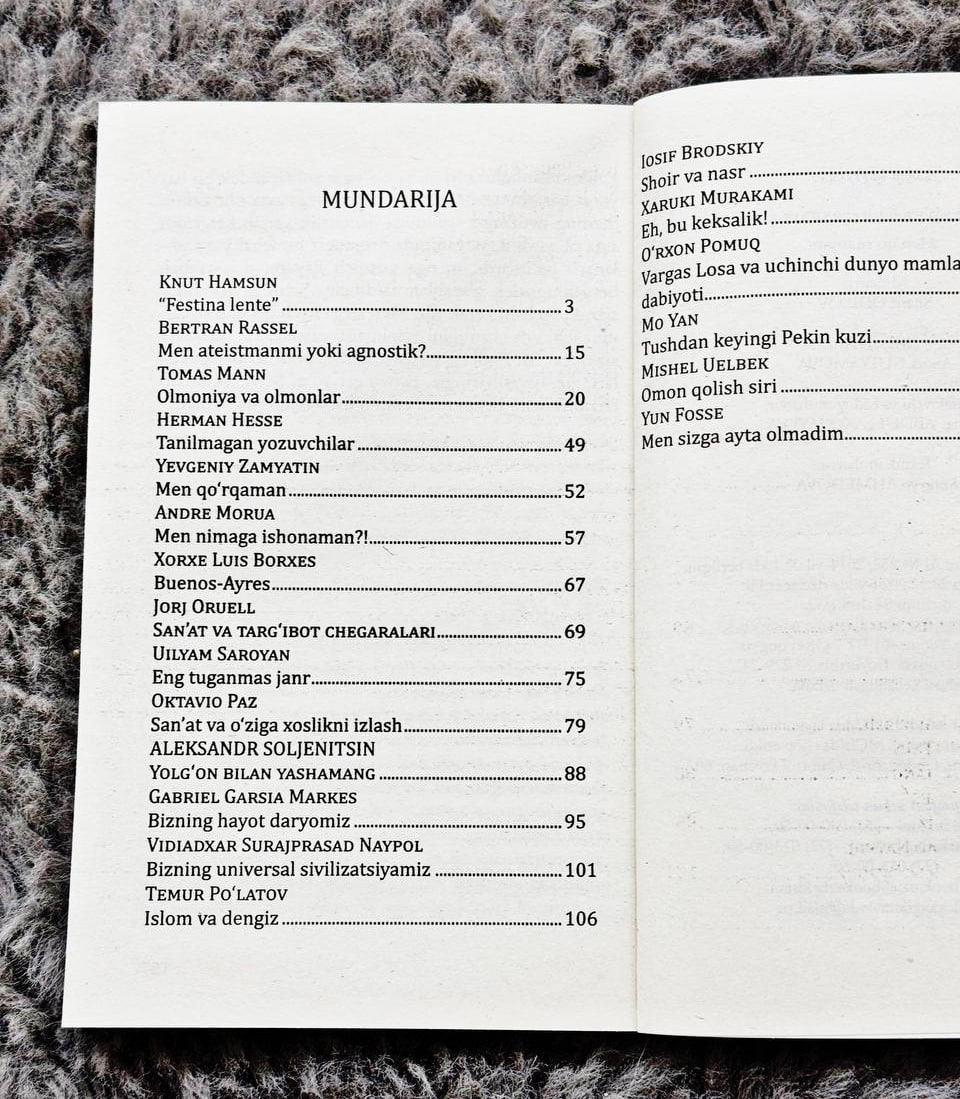 MUNDARIJA
KNUT HAMSUN
“Festina lente” 3
BERTRAN RASSEL
Men ateistmanmi yoki agnostik? 15
TOMAS MANN
Olmoniya va olmonlar 20
HERMAN HESSE
Tanilmagan yozuvchilar 49
YEVGENIY ZAMYATIN
Men qo‘rqaman 52
ANDRE MORUA
Men nimaga ishonaman?! 57
XORXE LUIS BORXES
Buenos-Ayres 67
JORJ ORUELL
SAN’AT VA TARG‘IBOT CHEGARALARI 69
UILYAM SAROYAN
Eng tuganmas janr 75
OKTAVIO PAZ
San’at va o‘ziga xoslikni izlash 79
ALEKSANDR SOLJENITSIN
YOLG‘ON BILAN YASHAMANG 88
GABRIEL GARSIA MARKES
Bizning hayot daryomiz 95
VIDIADXAR SURAJPRASAD NAYPOL
Bizning universal sivilizatsiyamiz 101
TEMUR PO‘LATOV
Islom va dengiz 106
IOSIF BRODSKIY
Shoir va nasr
XARUKI MURAKAMI
Eh, bu keksalik!
O‘RXON POMUQ
Vargas Losa va uchinchi dunyo mamla
dabiyoti
MO YAN
Tushdan keyingi Pekin kuzi
MISHEL UELBEK
Omon qolish siri
YUN FOSSE
Men sizga ayta olmadim